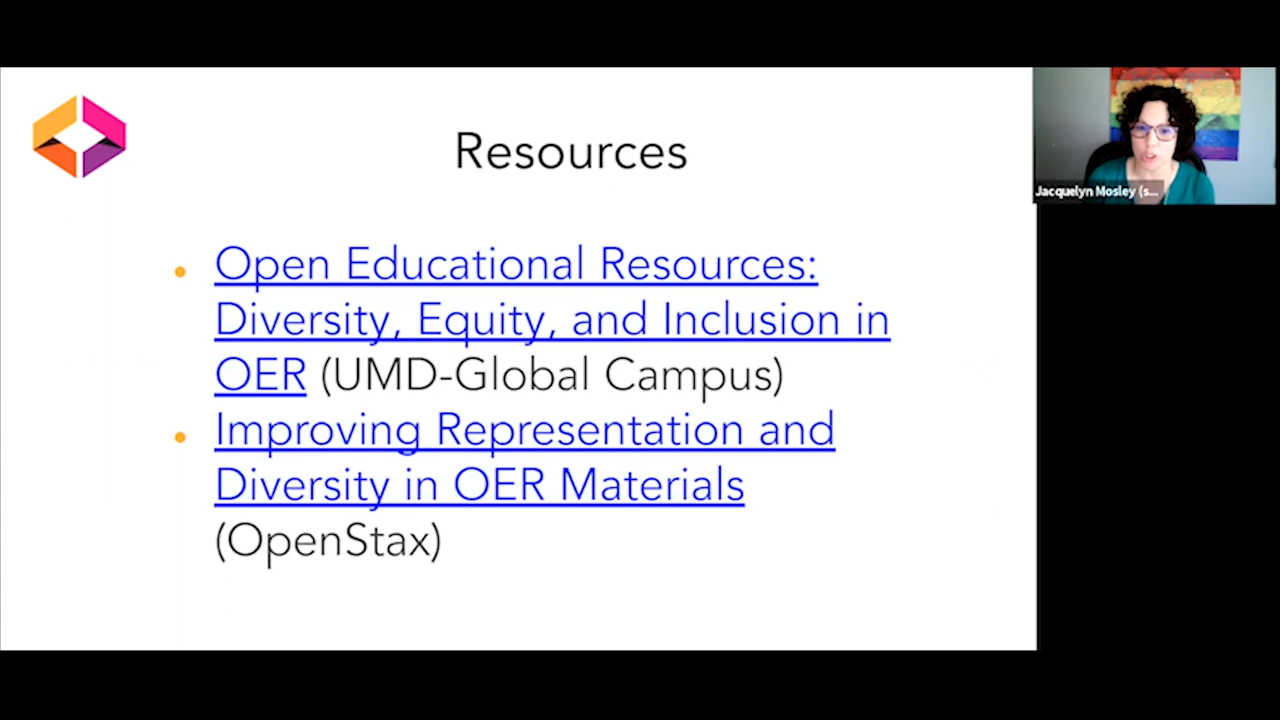 Resources
• Open Educational Resources:
Diversity, Equity, and Inclusion in
OER (UMD-Global Campus)
• Improving Representation and
Diversity in OER Materials
(OpenStax)
Jacquelyn Mosley (s...